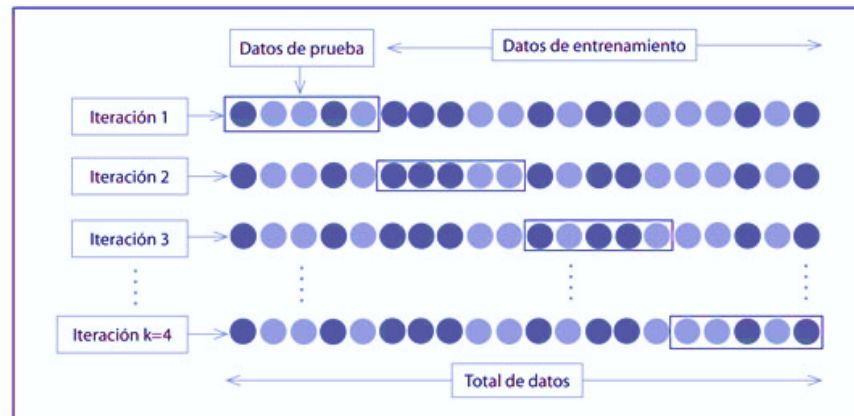 Datos de prueba
Datos de entrenamiento
Iteración 1
Iteración 2
Iteración 3
Iteración k=4
Total de datos